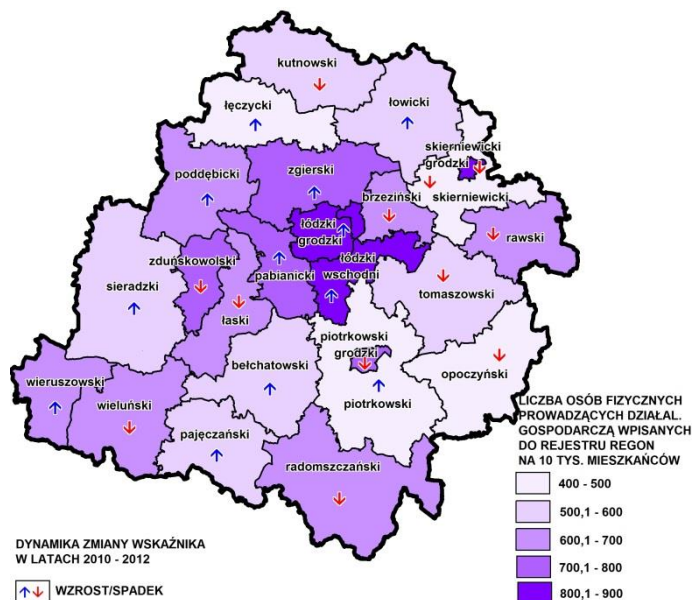 kutnowski
łęczycki
łowicki
skierniewicki
grodzki
skierniewicki
poddębicki
zgierski
brzeziński
rawski
łódzki
grodzki
łódzki
wschodni
zduńskowolski
pabianicki
sieradzki
łaski
tomaszowski
piotrkowski
grodzki
bełchatowski
opoczyński
wieruszowski
wieluński
piotrkowski
pajęczański
radomszczański
LICZBA OSÓB FIZYCZNYCH
PROWADZĄCYCH DZIAŁAL.
GOSPODARCZĄ WPISANYCH
DO REJESTRU REGON
NA 10 TYS. MIESZKAŃCÓW
400 - 500
500,1 - 600
600,1 - 700
700,1 - 800
800,1 - 900
DYNAMIKA ZMIANY WSKAŹNIKA
W LATACH 2010 - 2012
WZROST/SPADEK